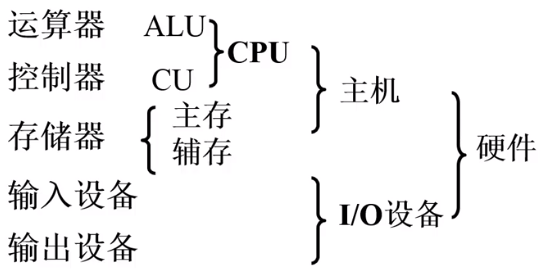 运算器 ALU
CPU
控制器 CU
主机
存储器
主存
辅存
硬件
输入设备
I/O设备
输出设备